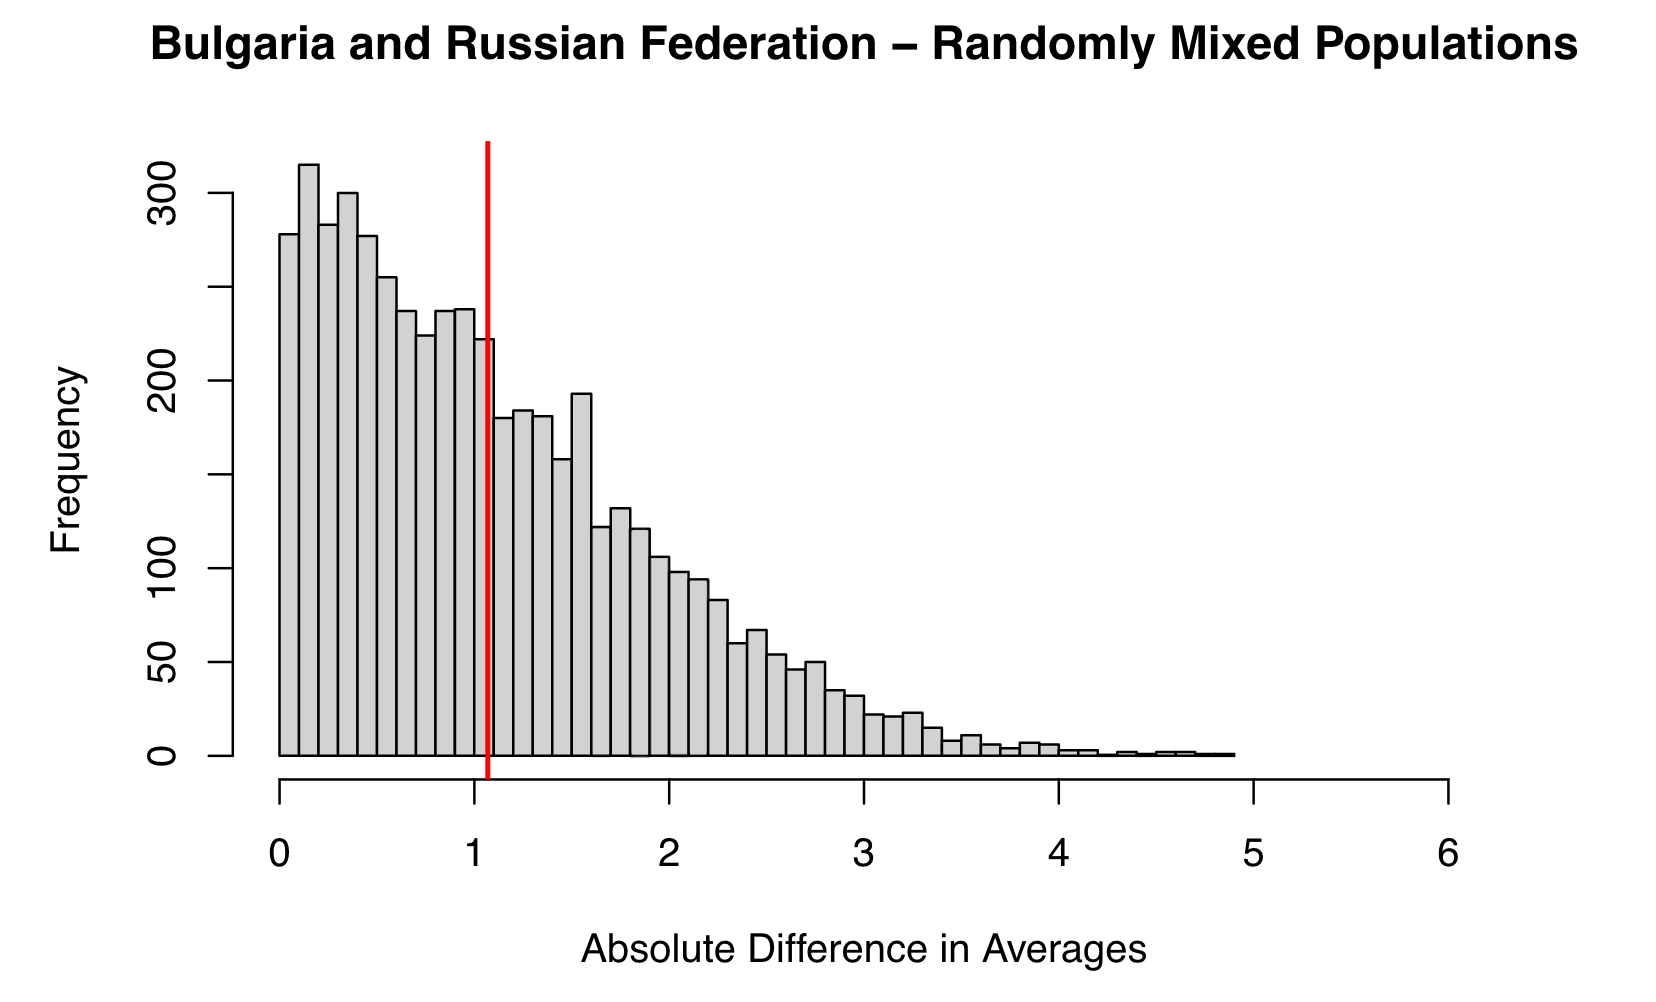 Bulgaria and Russian Federation – Randomly Mixed Populations
300
200
100
50
0
Frequency
0 1 2 3 4 5 6
Absolute Difference in Averages